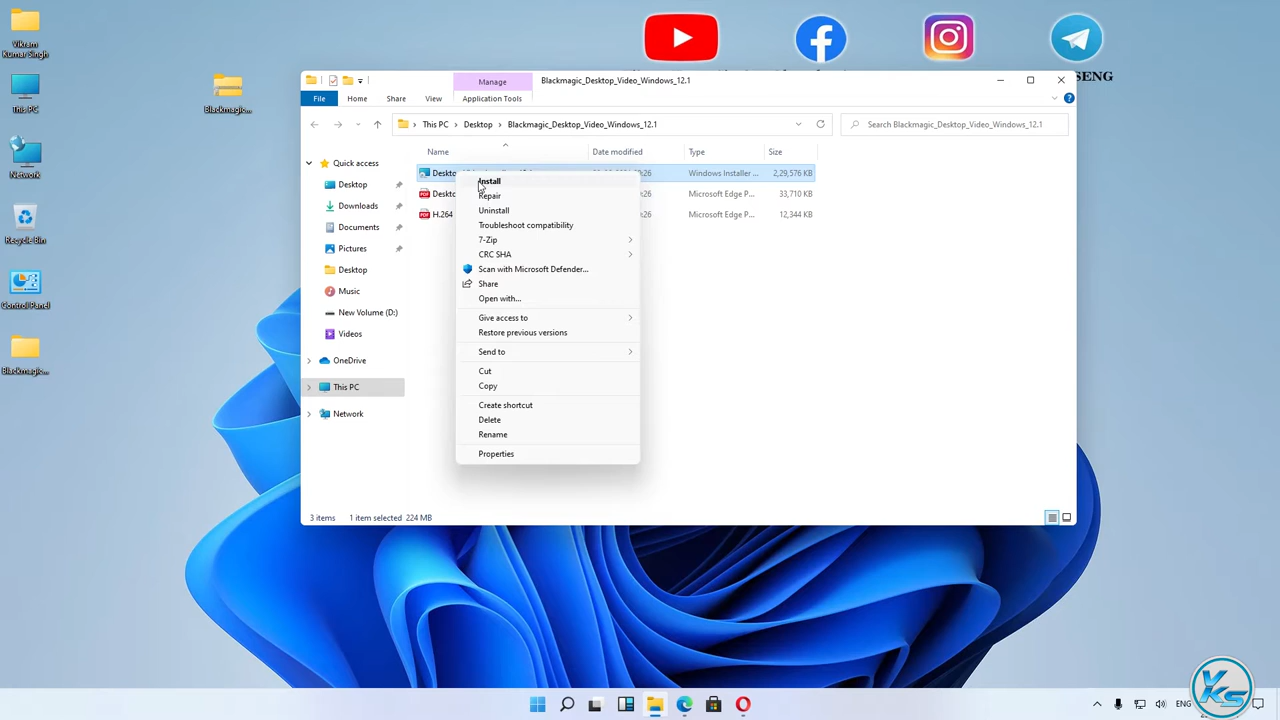 Vikram
Kumar Singh
This PC
Network
Recycle Bin
Control Panel
Blackmagic...
Blackmagic...
SENG
Manage
Blackmagic_Desktop_Video_Windows_12.1
File
Home
Share
View
Application Tools
This PC
Desktop
Blackmagic_Desktop_Video_Windows_12.1
Search Blackmagic_Desktop_Video_Windows_12.1
Name
Date modified
Type
Size
Quick access
Desktop
Downloads
Documents
Pictures
Desktop
Music
New Volume (D:)
Videos
OneDrive
This PC
Network
Windows Installer ...
2,29,576 KB
:26
Microsoft Edge P...
33,710 KB
H.264
:26
Microsoft Edge P...
12,344 KB
Install
Repair
Uninstall
Troubleshoot compatibility
7-Zip
CRC SHA
Scan with Microsoft Defender...
Share
Open with...
Give access to
Restore previous versions
Send to
Cut
Copy
Create shortcut
Delete
Rename
Properties
3 items
1 item selected 224 MB
ENG
KS